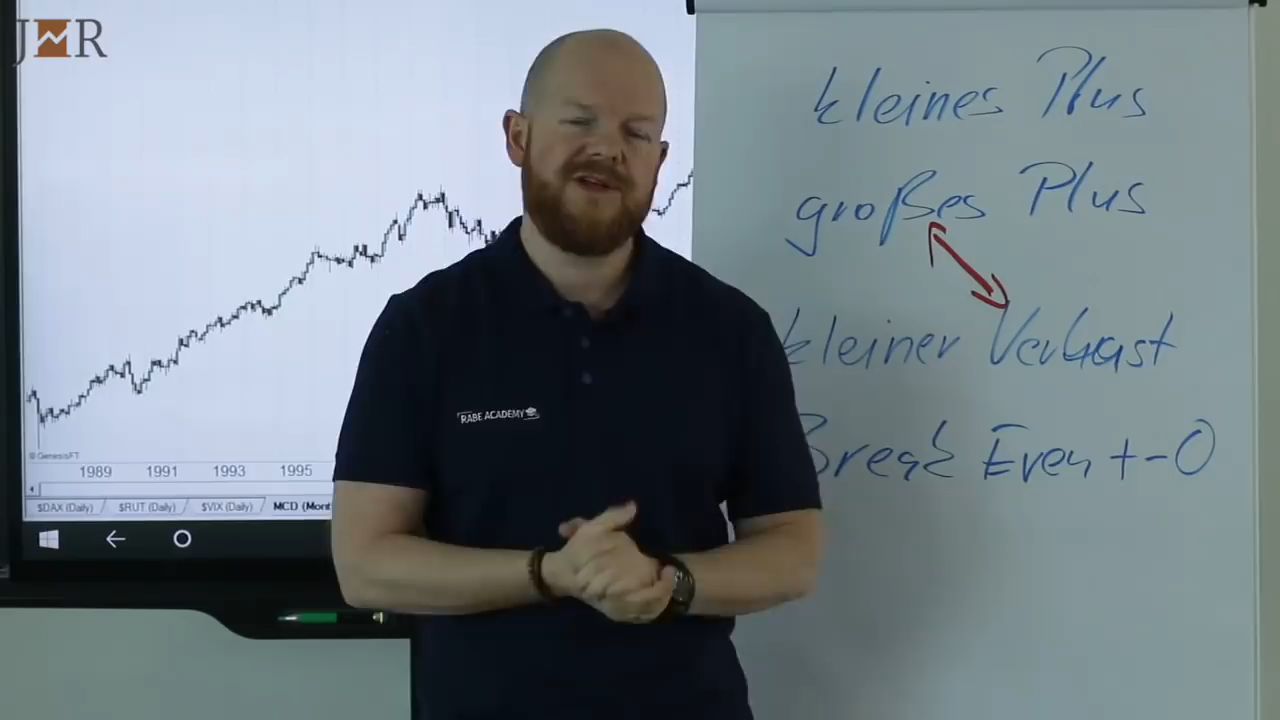 JMR
kleines Plus
großes Plus
kleiner Verlust
Break Even +-0
RABE ACADEMY
© GenesisFT
1989 1991 1993 1995
$DAX (Daily) $RUT (Daily) $VIX (Daily) MCD (Mont